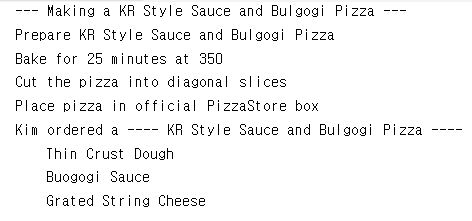 --- Making a KR Style Sauce and Bulgogi Pizza ---
Prepare KR Style Sauce and Bulgogi Pizza
Bake for 25 minutes at 350
Cut the pizza into diagonal slices
Place pizza in official PizzaStore box
Kim ordered a ---- KR Style Sauce and Bulgogi Pizza ----
Thin Crust Dough
Buogogi Sauce
Grated String Cheese